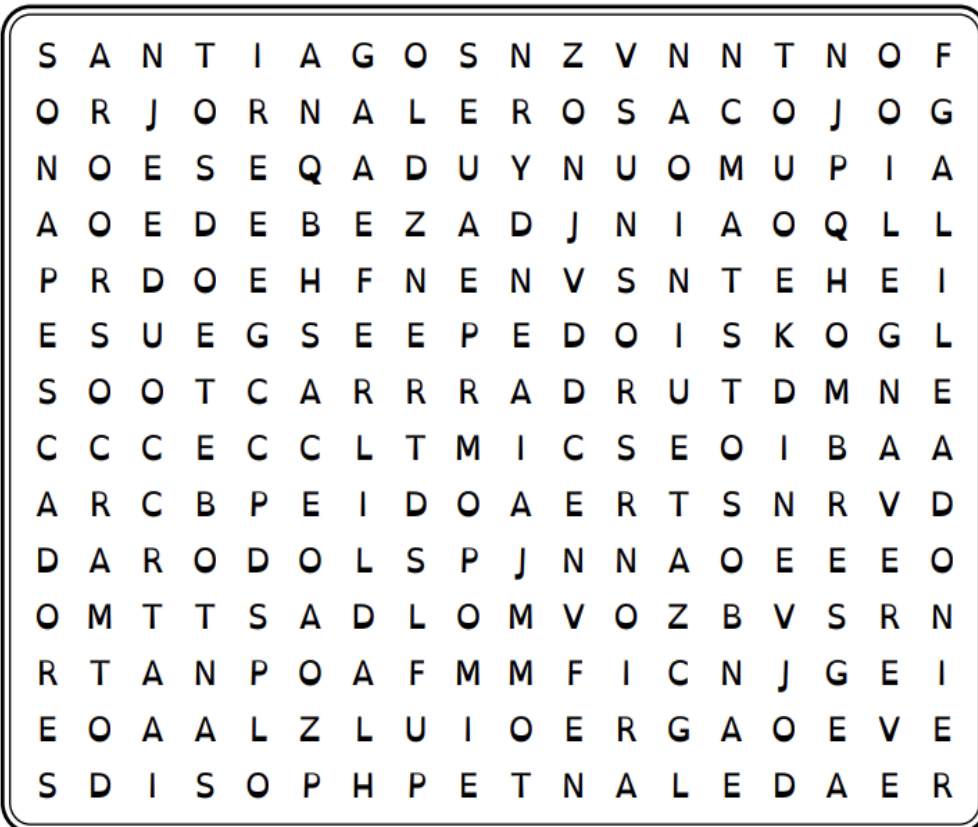 S A N T I A G O S N Z V N N T N O F
O R J O R N A L E R O S A C O J O G
N O E S E Q A D U Y N U O M U P I A
A O E D E B E Z A D J N I A O Q L L
P R D O E H F N E N V S N T E H E I
E S U E G S E E P E D O I S K O G L
S O O T C A R R R A D R U T D M N E
C C C E C C L T M I C S E O I B A A
A R C B P E I D O A E R T S N R V D
D A R O D O L S P J N N A O E E E O
O M T T S A D L O M V O Z B V S R N
R T A N P O A F M M F I C N J G E I
E O A A L Z L U I O E R G A O E V E
S D I S O P H P E T N A L E D A E R